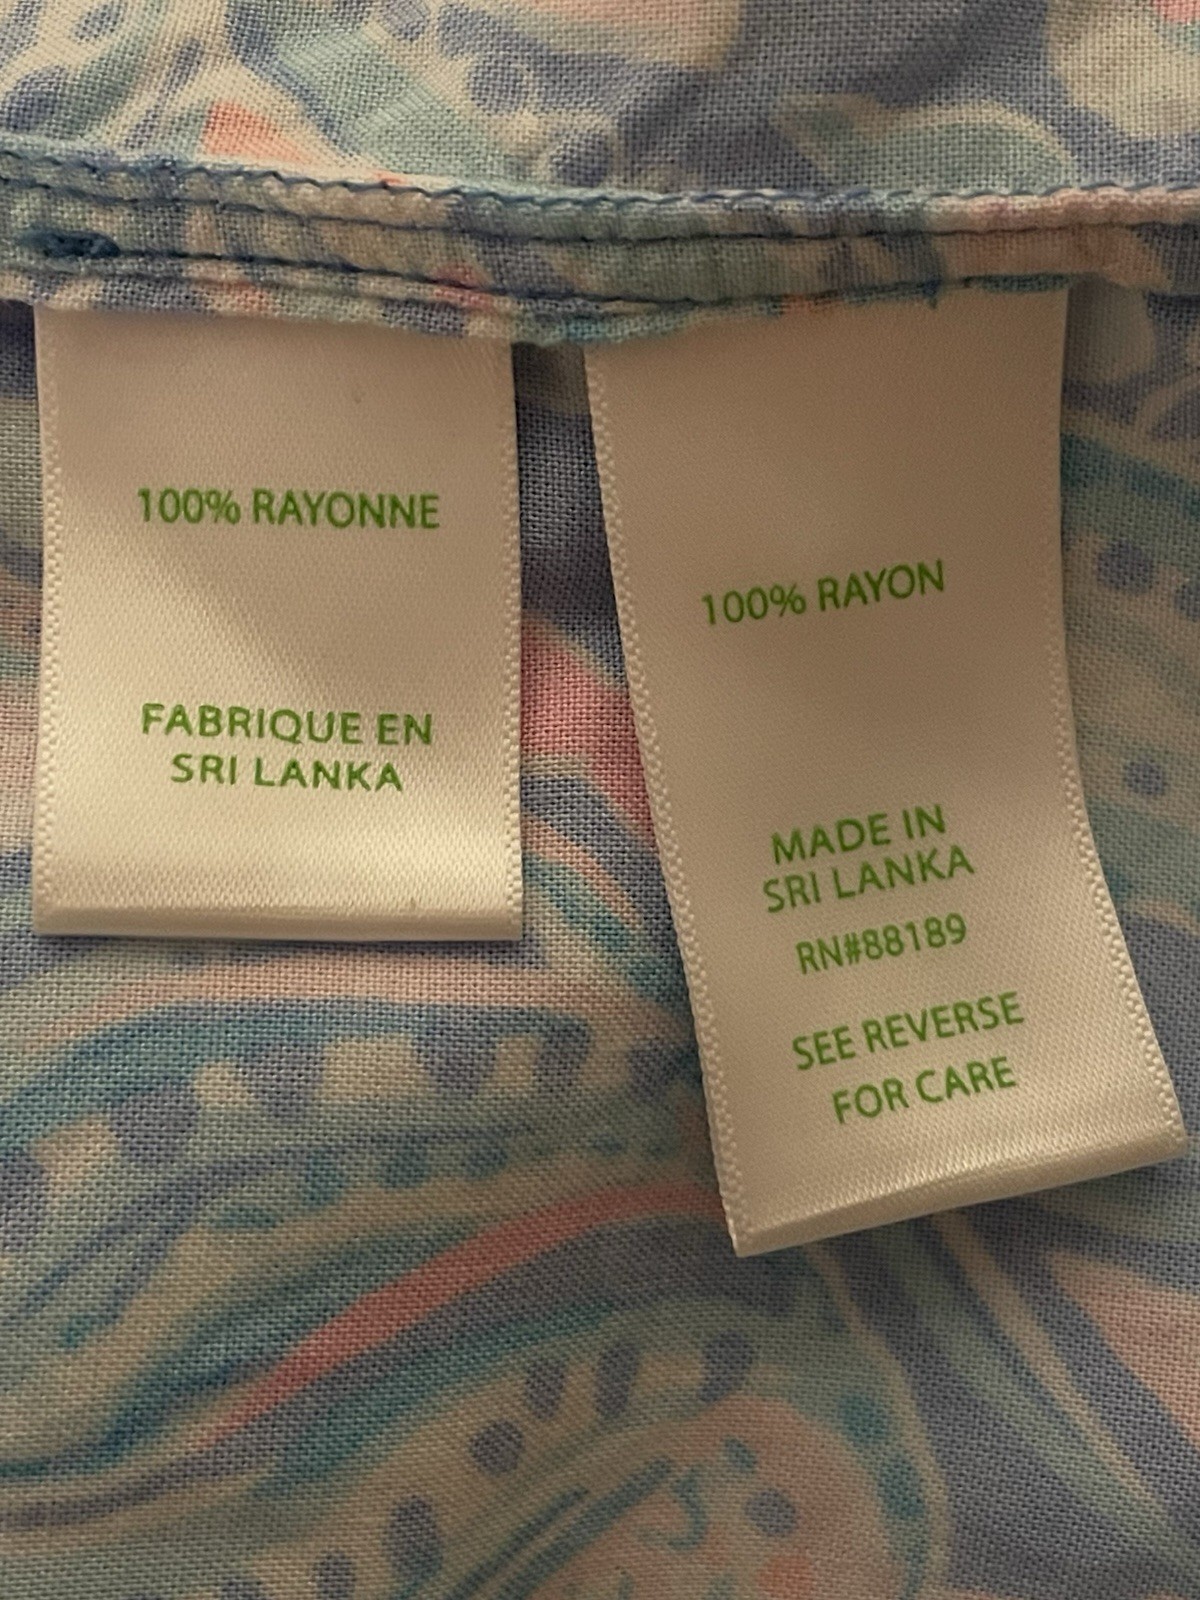 100% RAYONNE
FABRIQUE EN
SRI LANKA
100% RAYON
MADE IN
SRI LANKA
RN#88189
SEE REVERSE
FOR CARE